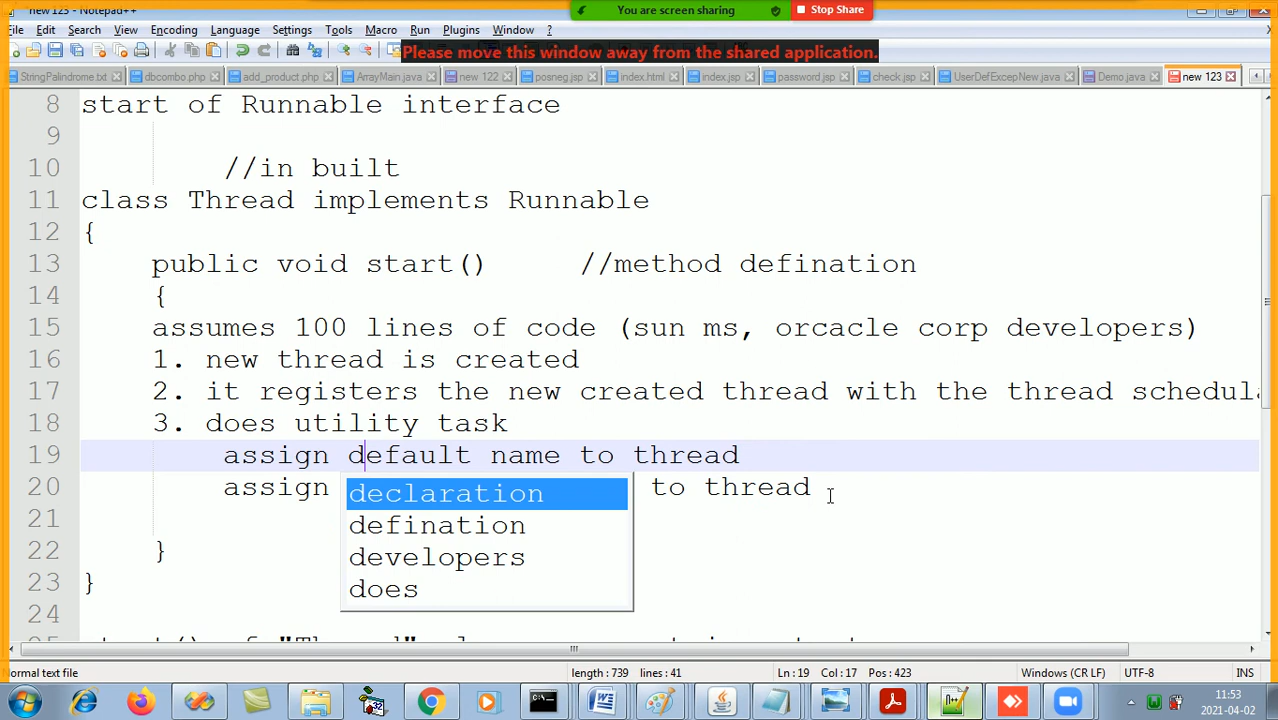 new 123 - Notepad++
You are screen sharing
Stop Share
File Edit Search View Encoding Language Settings Tools Macro Run Plugins Window ?
Please move this window away from the shared application.
StringPalindrome.txt dbcombo.php add_product.php ArrayMain.java new 122 posneg.jsp index.html index.jsp password.jsp check.jsp UserDefExcepNew.java Demo.java new 123
8 start of Runnable interface
9
10 //in built
11 class Thread implements Runnable
12 {
13 public void start() //method defination
14 {
15 assumes 100 lines of code (sun ms, orcacle corp developers)
16 1. new thread is created
17 2. it registers the new created thread with the thread schedula
18 3. does utility task
19 assign default name to thread
20 assign to thread
declaration
defination
developers
does
21
22 }
23 }
24
Normal text file length : 739 lines : 41 Ln : 19 Col : 17 Pos : 423 Windows (CR LF) UTF-8 INS
11:53
2021-04-02